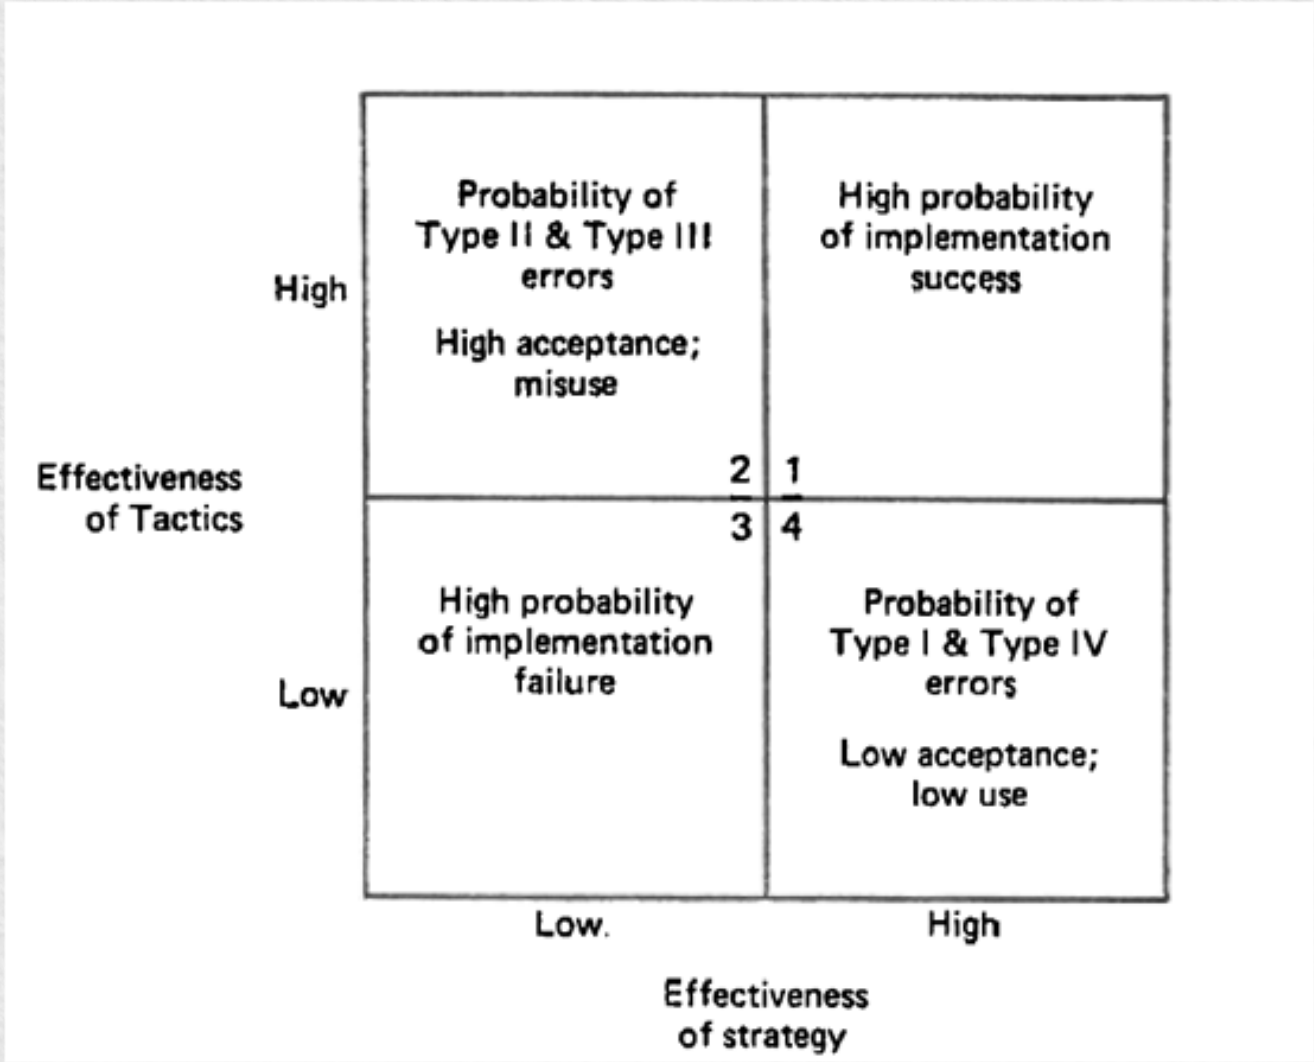 Probability of
Type II & Type III
errors
High acceptance;
misuse
High probability
of implementation
success
High
2 1
Effectiveness
of Tactics
3 4
High probability
of implementation
failure
Probability of
Type I & Type IV
errors
Low acceptance;
low use
Low
Low.
High
Effectiveness
of strategy